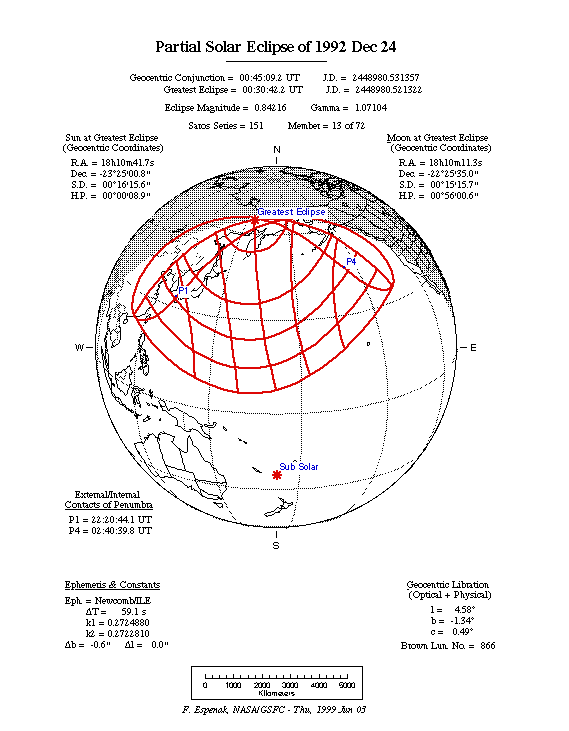 Partial Solar Eclipse of 1992 Dec 24
Geocentric Conjunction = 00:45:09.2 UT J.D. = 2448980.531357
Greatest Eclipse = 00:30:42.2 UT J.D. = 2448980.521322
Eclipse Magnitude = 0.84216 Gamma = 1.07104
Saros Series = 151 Member = 13 of 72
Sun at Greatest Eclipse
(Geocentric Coordinates)
R.A. = 18h10m41.7s
Dec. = -23°25'00.8"
S.D. = 00°16'15.6"
H.P. = 00°00'08.9"
Moon at Greatest Eclipse
(Geocentric Coordinates)
R.A. = 18h10m11.3s
Dec. = -22°25'35.0"
S.D. = 00°15'15.7"
H.P. = 00°56'00.6"
N
Greatest Eclipse
P1
P4
W
E
Sub Solar
S
External/Internal
Contacts of Penumbra
P1 = 22:20:44.1 UT
P4 = 02:40:39.8 UT
Ephemeris & Constants
Eph. = Newcomb/ILE
ΔT = 59.1 s
k1 = 0.2724880
k2 = 0.2722810
Δb = -0.6" Δl = 0.0"
Geocentric Libration
(Optical + Physical)
l = 4.58°
b = -1.34°
c = 0.49°
Brown Lun. No. = 866
0 1000 2000 3000 4000 5000
Kilometers
F. Espenak, NASA/GSFC - Thu, 1999 Jun 03